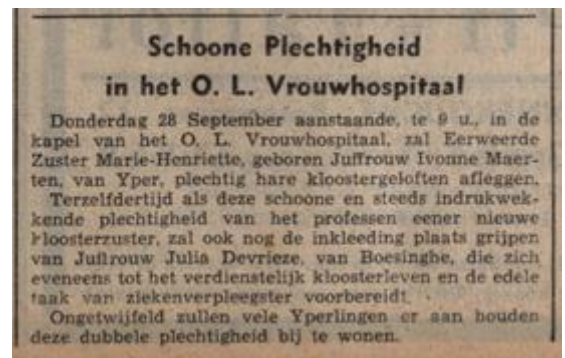 Schoone Plechtigheid
in het O. L. Vrouwhospitaal
Donderdag 28 September aanstaande, te 9 u., in de
kapel van het O. L. Vrouwhospitaal, zal Eerweerde
Zuster Marie-Henriette, geboren Juffrouw Ivonne Maer-
ten, van Yper, plechtig hare kloostergeloften afleggen.
Terzelfdertijd als deze schoone en steeds indrukwek-
kende plechtigheid van het professen eener nieuwe
kloosterzuster, zal ook nog de inkleeding plaats grijpen
van Juffrouw Julia Devrieze, van Boesinghe, die zich
eveneens tot het verdienstelijk kloosterleven en de edele
taak van ziekenverpleegster voorbereidt.
Ongetwijfeld zullen vele Yperlingen er aan houden
deze dubbele plechtigheid bij te wonen.